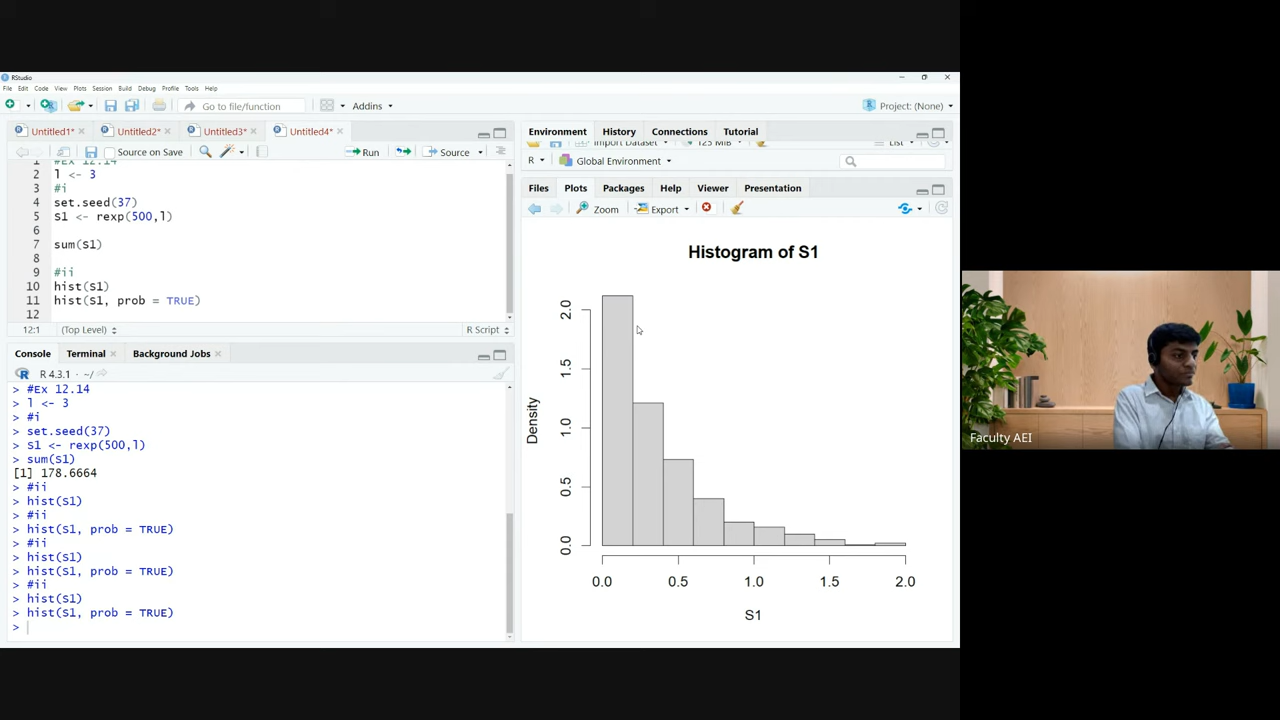 RStudio
File Edit Code View Plots Session Build Debug Profile Tools Help
Go to file/function Addins Project: (None)
Untitled1* Untitled2* Untitled3* Untitled4*
Source on Save Run Source
1 #Ex 12.14
2 l <- 3
3 #i
4 set.seed(37)
5 S1 <- rexp(500,l)
6
7 sum(S1)
8
9 #ii
10 hist(S1)
11 hist(S1, prob = TRUE)
12
12:1 (Top Level) R Script
Console Terminal Background Jobs
R 4.3.1 · ~/
> #Ex 12.14
> l <- 3
> #i
> set.seed(37)
> S1 <- rexp(500,l)
> sum(S1)
[1] 178.6664
> #ii
> hist(S1)
> #ii
> hist(S1, prob = TRUE)
> #ii
> hist(S1)
> hist(S1, prob = TRUE)
> #ii
> hist(S1)
> hist(S1, prob = TRUE)
>
Environment History Connections Tutorial
Import Dataset 125 MiB List
R Global Environment
Files Plots Packages Help Viewer Presentation
Zoom Export
Histogram of S1
Density
2.0
1.5
1.0
0.5
0.0
0.0 0.5 1.0 1.5 2.0
S1
Faculty AEI